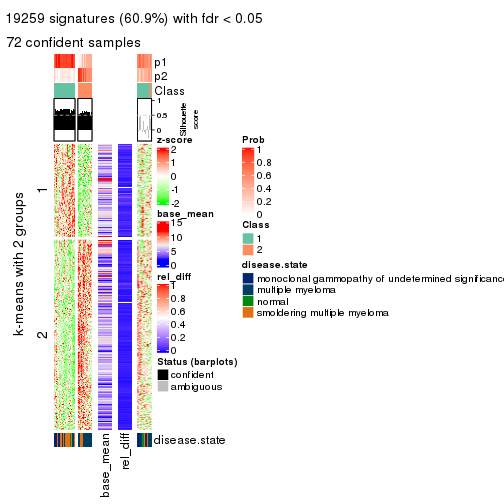 19259 signatures (60.9%) with fdr < 0.05
72 confident samples
p1
p2
Class
1
0.5
0
Silhouette
score
k-means with 2 groups
1
2
base_mean
rel_diff
disease.state
z-score
2
1
0
-1
-2
base_mean
15
10
5
0
rel_diff
1
0.8
0.6
0.4
0.2
0
Status (barplots)
confident
ambiguous
Prob
1
0.8
0.6
0.4
0.2
0
Class
1
2
disease.state
monoclonal gammopathy of undetermined significance
multiple myeloma
normal
smoldering multiple myeloma